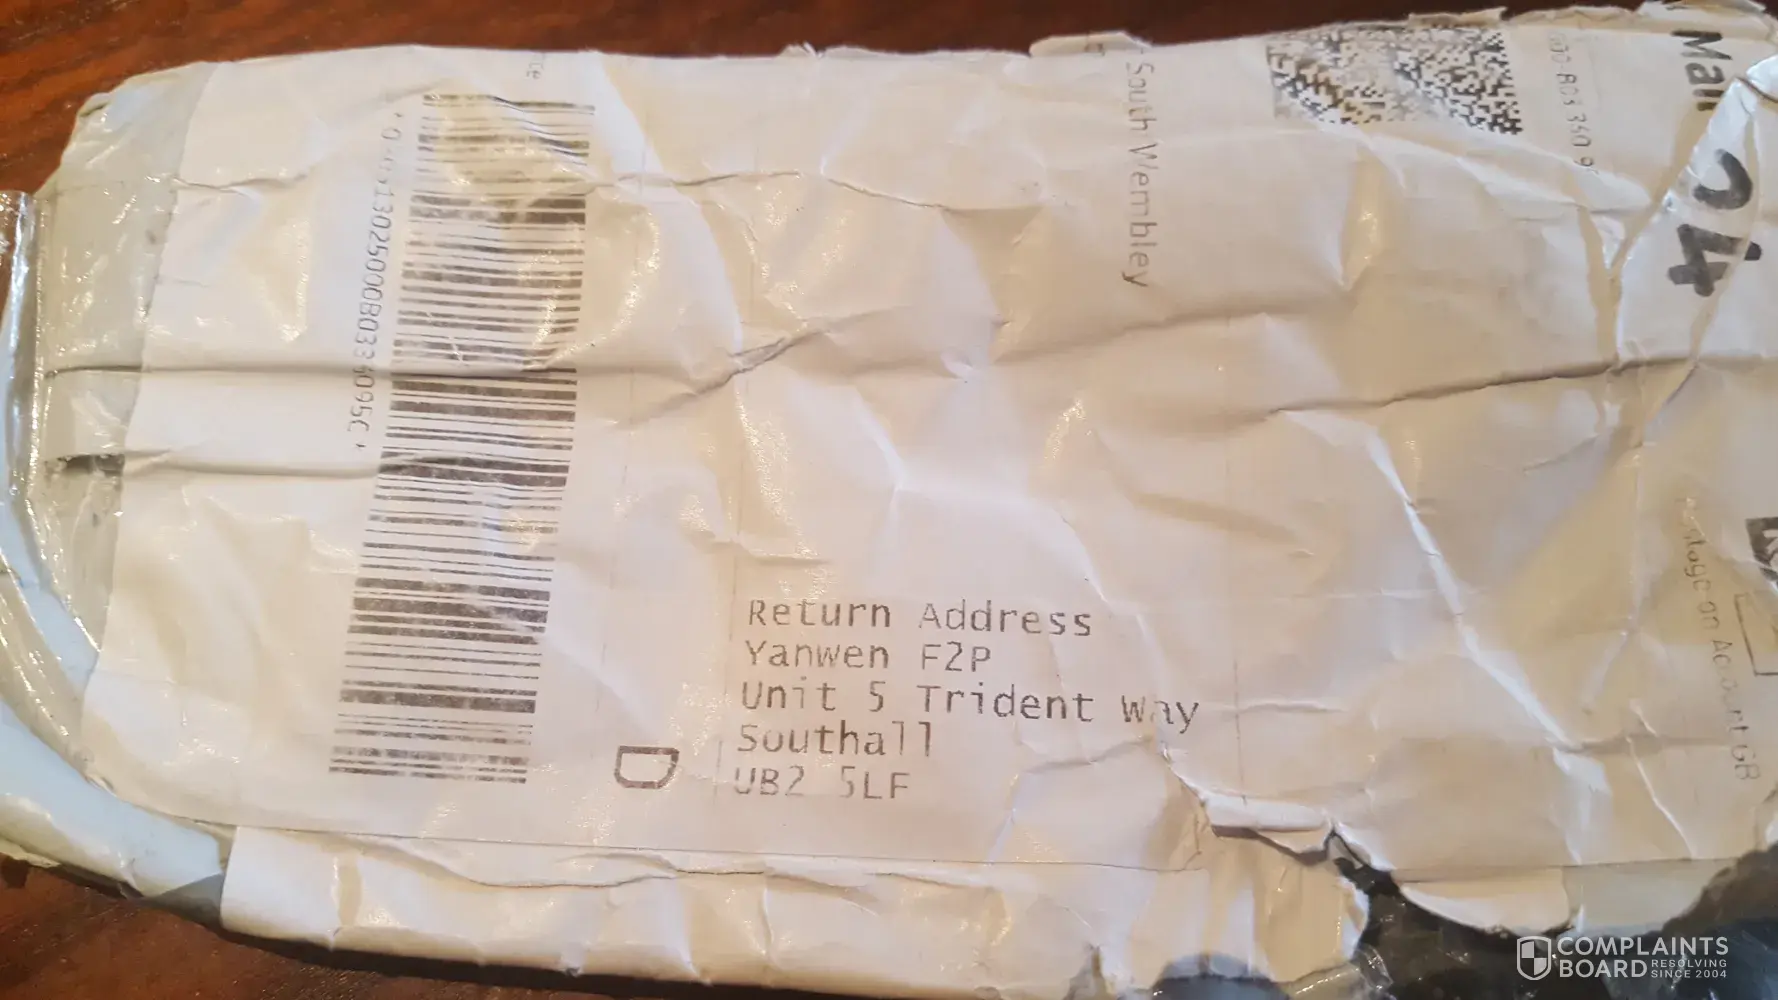 South Wembley
Mail
24
Return Address
Yanwen F2P
Unit 5 Trident Way
Southall
UB2 5LF
D
COMPLAINTS
BOARD RESOLVING
SINCE 2004